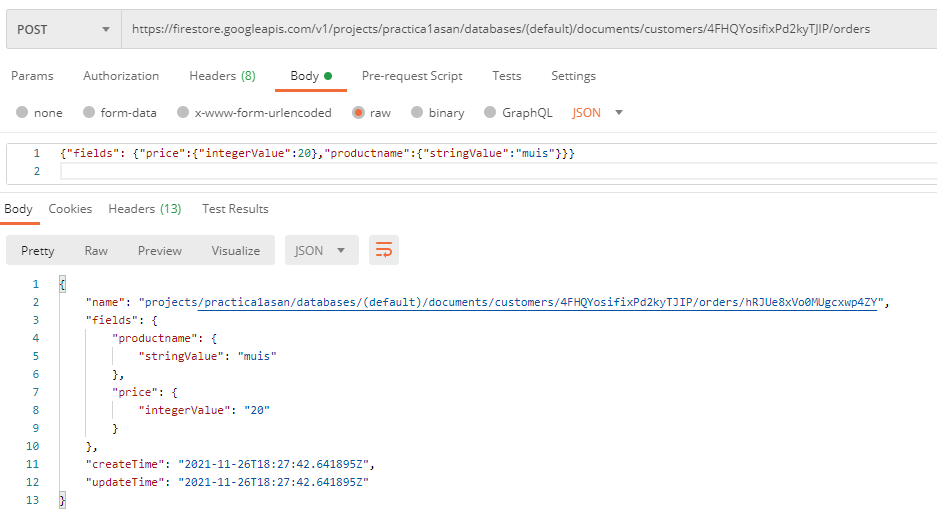 POST https://firestore.googleapis.com/v1/projects/practica1asan/databases/(default)/documents/customers/4FHQYosifixPd2kyTJIP/orders
Params Authorization Headers (8) Body Pre-request Script Tests Settings
none form-data x-www-form-urlencoded raw binary GraphQL JSON
1 {"fields": {"price":{"integerValue":20},"productname":{"stringValue":"muis"}}}
2
Body Cookies Headers (13) Test Results
Pretty Raw Preview Visualize JSON
1 {
2 "name": "projects/practica1asan/databases/(default)/documents/customers/4FHQYosifixPd2kyTJIP/orders/hRJUe8xVo0MUgcxwp4ZY",
3 "fields": {
4 "productname": {
5 "stringValue": "muis"
6 },
7 "price": {
8 "integerValue": "20"
9 }
10 },
11 "createTime": "2021-11-26T18:27:42.641895Z",
12 "updateTime": "2021-11-26T18:27:42.641895Z"
13 }